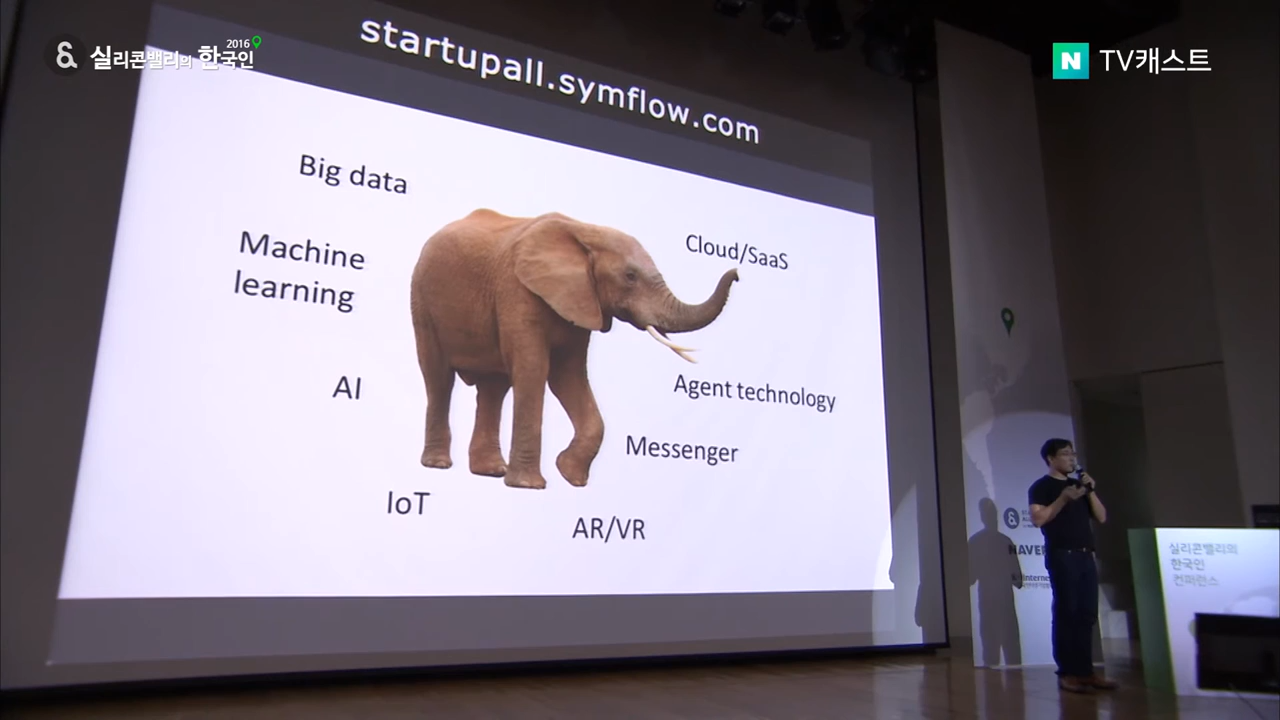 실리콘밸리의 한국인
2016
N TV캐스트
startupall.symflow.com
Big data
Machine
learning
AI
IoT
AR/VR
Messenger
Agent technology
Cloud/SaaS
NAVER
실리콘밸리의
한국인
컨퍼런스